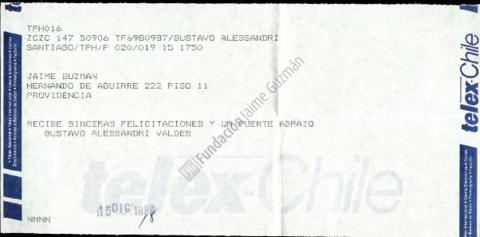 TPH016
ZCZC 147 50906 TF6980987/GUSTAVO ALESSANDRI
SANTIAGO/TPH/P 020/019 15 1750
JAIME GUZMAN
HERNANDO DE AGUIRRE 222 PISO 11
PROVIDENCIA
RECIBE SINCERAS FELICITACIONES Y UN FUERTE ABRAZO
GUSTAVO ALESSANDRI VALDES
NNNN
15 DIC. 1989
Fundación Jaime Guzmán
telex-Chile
telex-Chile
telex-Chile